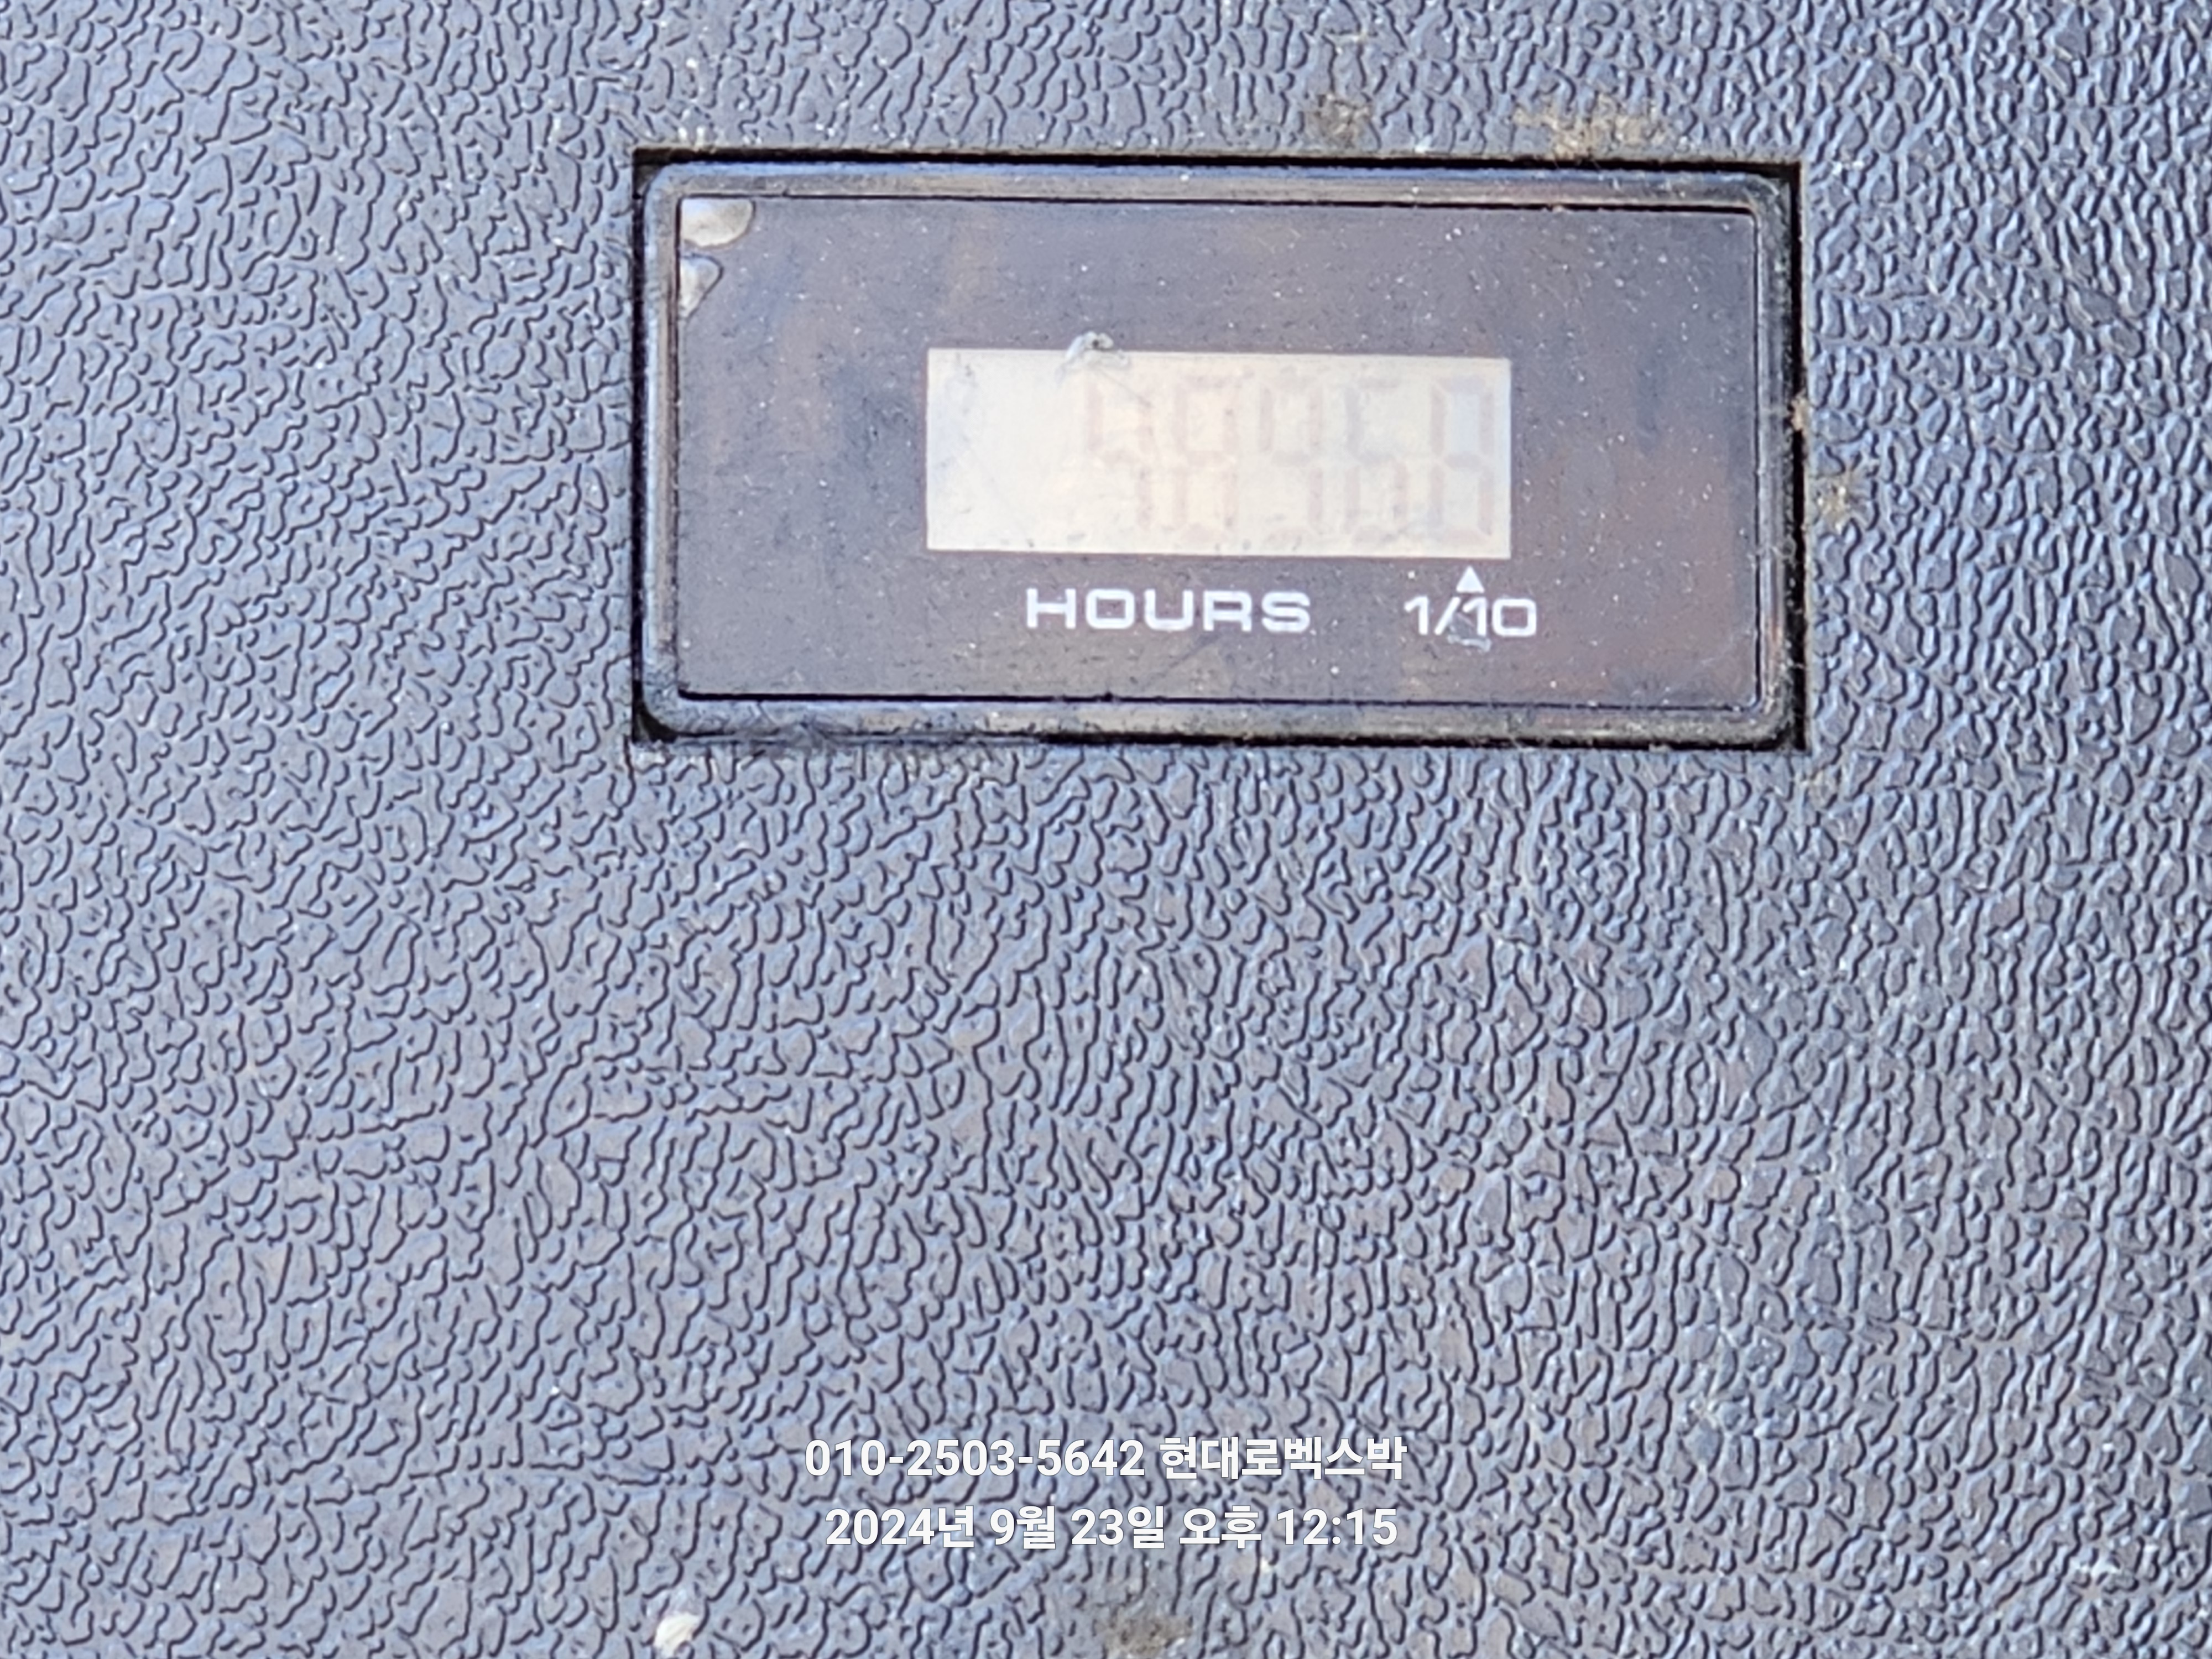 HOURS 1/10
010-2503-5642 현대로벡스박
2024년 9월 23일 오후 12:15